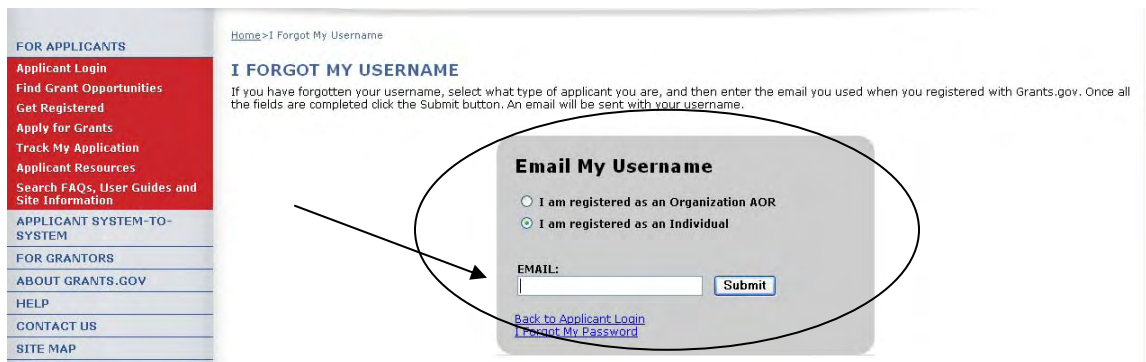 FOR APPLICANTS
Applicant Login
Find Grant Opportunities
Get Registered
Apply for Grants
Track My Application
Applicant Resources
Search FAQs, User Guides and
Site Information
APPLICANT SYSTEM-TO-
SYSTEM
FOR GRANTORS
ABOUT GRANTS.GOV
HELP
CONTACT US
SITE MAP
Home>I Forgot My Username
I FORGOT MY USERNAME
If you have forgotten your username, select what type of applicant you are, and then enter the email you used when you registered with Grants.gov. Once all
the fields are completed click the Submit button. An email will be sent with your username.
Email My Username
I am registered as an Organization AOR
I am registered as an Individual
EMAIL:
Submit
Back to Applicant Login
I Forgot My Password